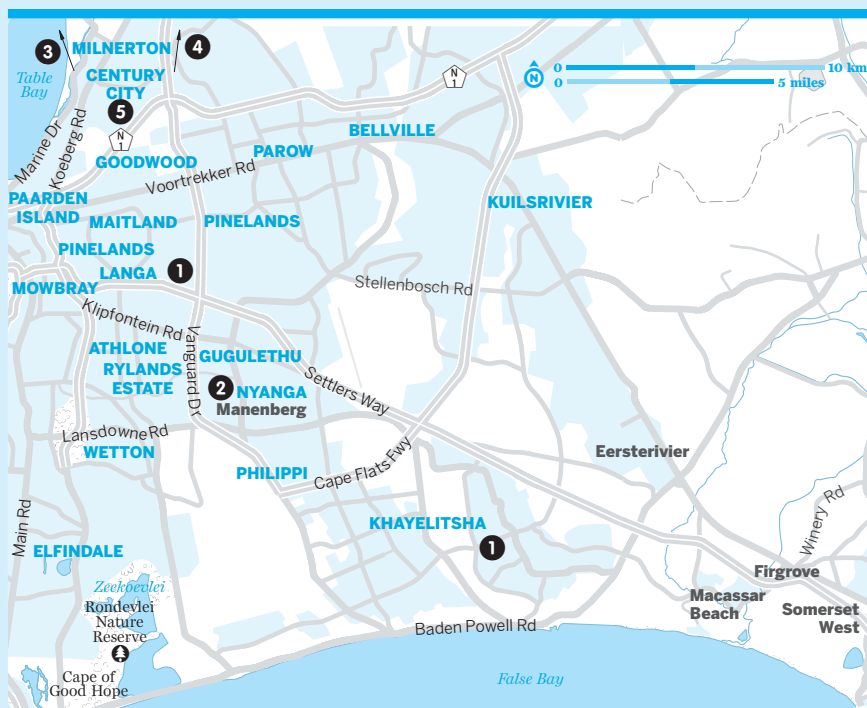 3
MILNERTON
4
Table
Bay
CENTURY
CITY
5
N
1
N
1
N
0
10 km
0
5 miles
Marine Dr
Koeberg Rd
GOODWOOD
BELLVILLE
PAROW
Voortrekker Rd
PAARDEN
ISLAND
MAITLAND
PINELANDS
KUILSRIVIER
PINELANDS
LANGA
1
MOWBRAY
Stellenbosch Rd
Klipfontein Rd
Vanguard Dr
ATHLONE
GUGULETHU
RYLANDS
ESTATE
2
NYANGA
Manenberg
Settlers Way
Lansdowne Rd
WETTON
Eersterivier
PHILIPPI
Cape Flats Fwy
Main Rd
KHAYELITSHA
1
Winery Rd
ELFINDALE
Firgrove
Zeekoevlei
Rondevlei
Nature
Reserve
Macassar
Beach
Somerset
West
Baden Powell Rd
Cape of
Good Hope
False Bay